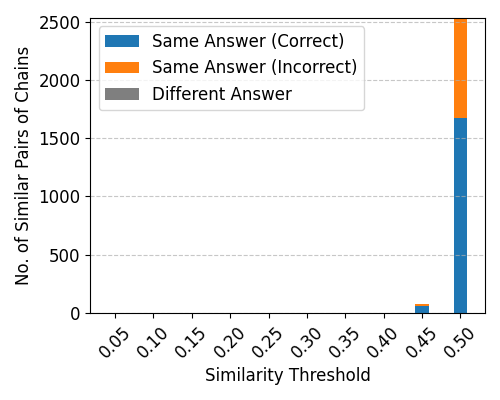 No. of Similar Pairs of Chains
2500
2000
1500
1000
500
0
Same Answer (Correct)
Same Answer (Incorrect)
Different Answer
0.05 0.10 0.15 0.20 0.25 0.30 0.35 0.40 0.45 0.50
Similarity Threshold